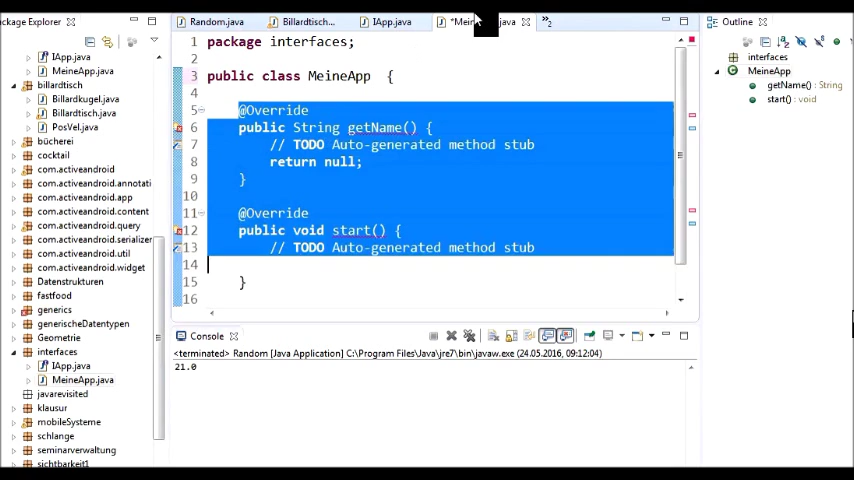 ackage Explorer
Random.java
Billardtisch...
IApp.java
*Mein
java
2
Outline
IApp.java
MeineApp.java
billardtisch
Billardkugel.java
Billardtisch.java
PosVel.java
bücherei
cocktail
com.activeandroid
com.activeandroid.annotati
com.activeandroid.app
com.activeandroid.content
com.activeandroid.query
com.activeandroid.serializer
com.activeandroid.util
com.activeandroid.widget
Datenstrukturen
fastfood
generics
generischeDatentypen
Geometrie
interfaces
IApp.java
MeineApp.java
javarevisited
klausur
mobileSysteme
schlange
seminarverwaltung
sichtbarkeit1
1 package interfaces;
2
3 public class MeineApp {
4
5 @Override
6 public String getName() {
7 // TODO Auto-generated method stub
8 return null;
9 }
10
11 @Override
12 public void start() {
13 // TODO Auto-generated method stub
14
15 }
16
interfaces
MeineApp
getName() : String
start() : void
Console
<terminated> Random [Java Application] C:\Program Files\Java\jre7\bin\javaw.exe (24.05.2016, 09:12:04)
21.0